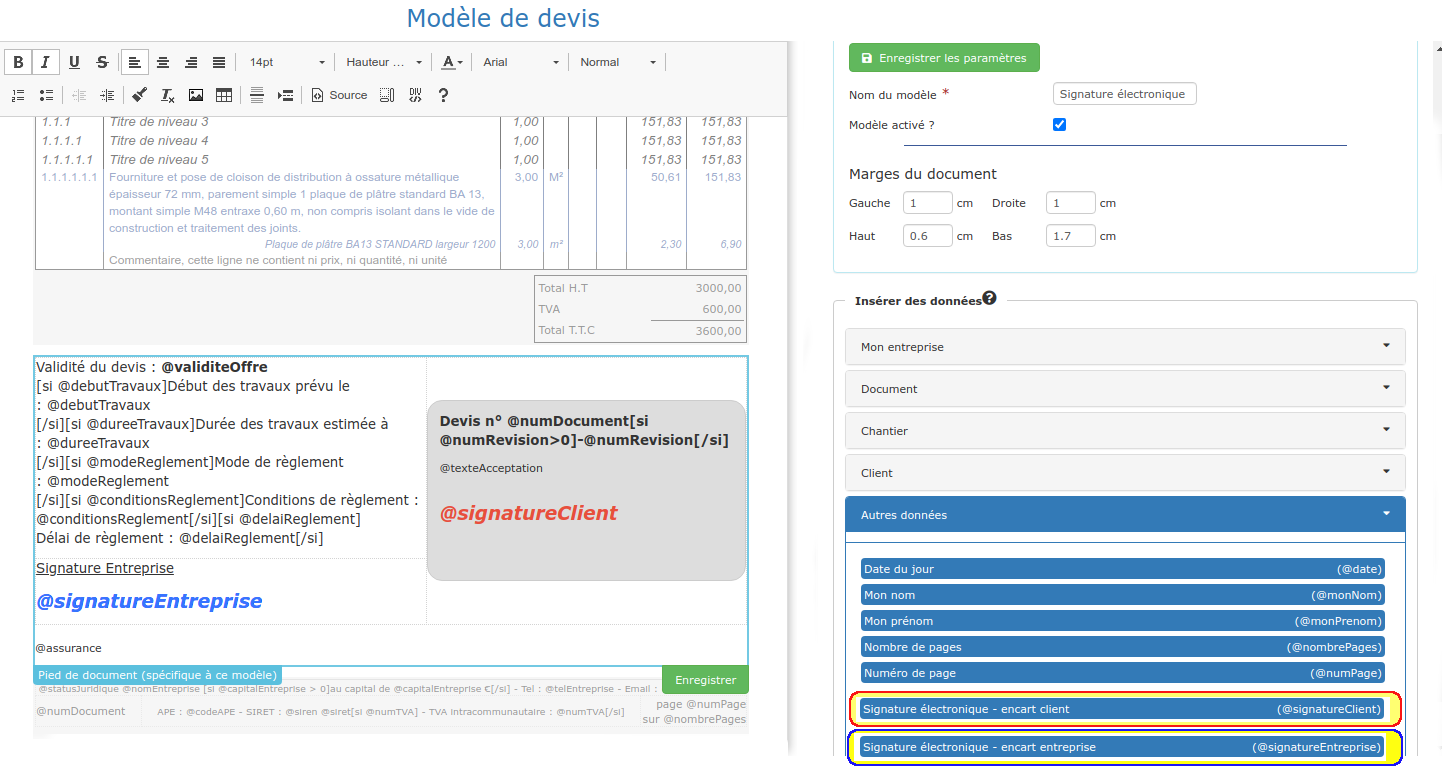 Modèle de devis
B I U S 14pt Hauteur ... A Arial Normal
Source DIV ?
1.1.1 Titre de niveau 3 1,00 151,83 151,83
1.1.1.1 Titre de niveau 4 1,00 151,83 151,83
1.1.1.1.1 Titre de niveau 5 1,00 151,83 151,83
1.1.1.1.1.1 Fourniture et pose de cloison de distribution à ossature métallique 3,00 M² 50,61 151,83
épaisseur 72 mm, parement simple 1 plaque de plâtre standard BA 13,
montant simple M48 entraxe 0,60 m, non compris isolant dans le vide de
construction et traitement des joints.
Plaque de plâtre BA13 STANDARD largeur 1200 3,00 m² 2,30 6,90
Commentaire, cette ligne ne contient ni prix, ni quantité, ni unité
Total H.T 3000,00
TVA 600,00
Total T.T.C 3600,00
Validité du devis : @validiteOffre
[si @debutTravaux]Début des travaux prévu le
: @debutTravaux
[/si][si @dureeTravaux]Durée des travaux estimée à
: @dureeTravaux
[/si][si @modeReglement]Mode de règlement
: @modeReglement
[/si][si @conditionsReglement]Conditions de règlement :
@conditionsReglement[/si][si @delaiReglement]
Délai de règlement : @delaiReglement[/si]
Signature Entreprise
@signatureEntreprise
Devis n° @numDocument[si
@numRevision>0]-@numRevision[/si]
@texteAcceptation
@signatureClient
@assurance
Pied de document (spécifique à ce modèle)
Enregistrer
@statusJuridique @nomEntreprise [si @capitalEntreprise > 0]au capital de @capitalEntreprise €[/si] - Tel : @telEntreprise - Email :
@numDocument
APE : @codeAPE - SIRET : @siren @siret[si @numTVA] - TVA intracommunautaire : @numTVA[/si]
page @numPage
sur @nombrePages
Enregistrer les paramètres
Nom du modèle * Signature électronique
Modèle activé ?
Marges du document
Gauche 1 cm Droite 1 cm
Haut 0.6 cm Bas 1.7 cm
Insérer des données?
Mon entreprise
Document
Chantier
Client
Autres données
Date du jour (@date)
Mon nom (@monNom)
Mon prénom (@monPrenom)
Nombre de pages (@nombrePages)
Numéro de page (@numPage)
Signature électronique - encart client (@signatureClient)
Signature électronique - encart entreprise (@signatureEntreprise)